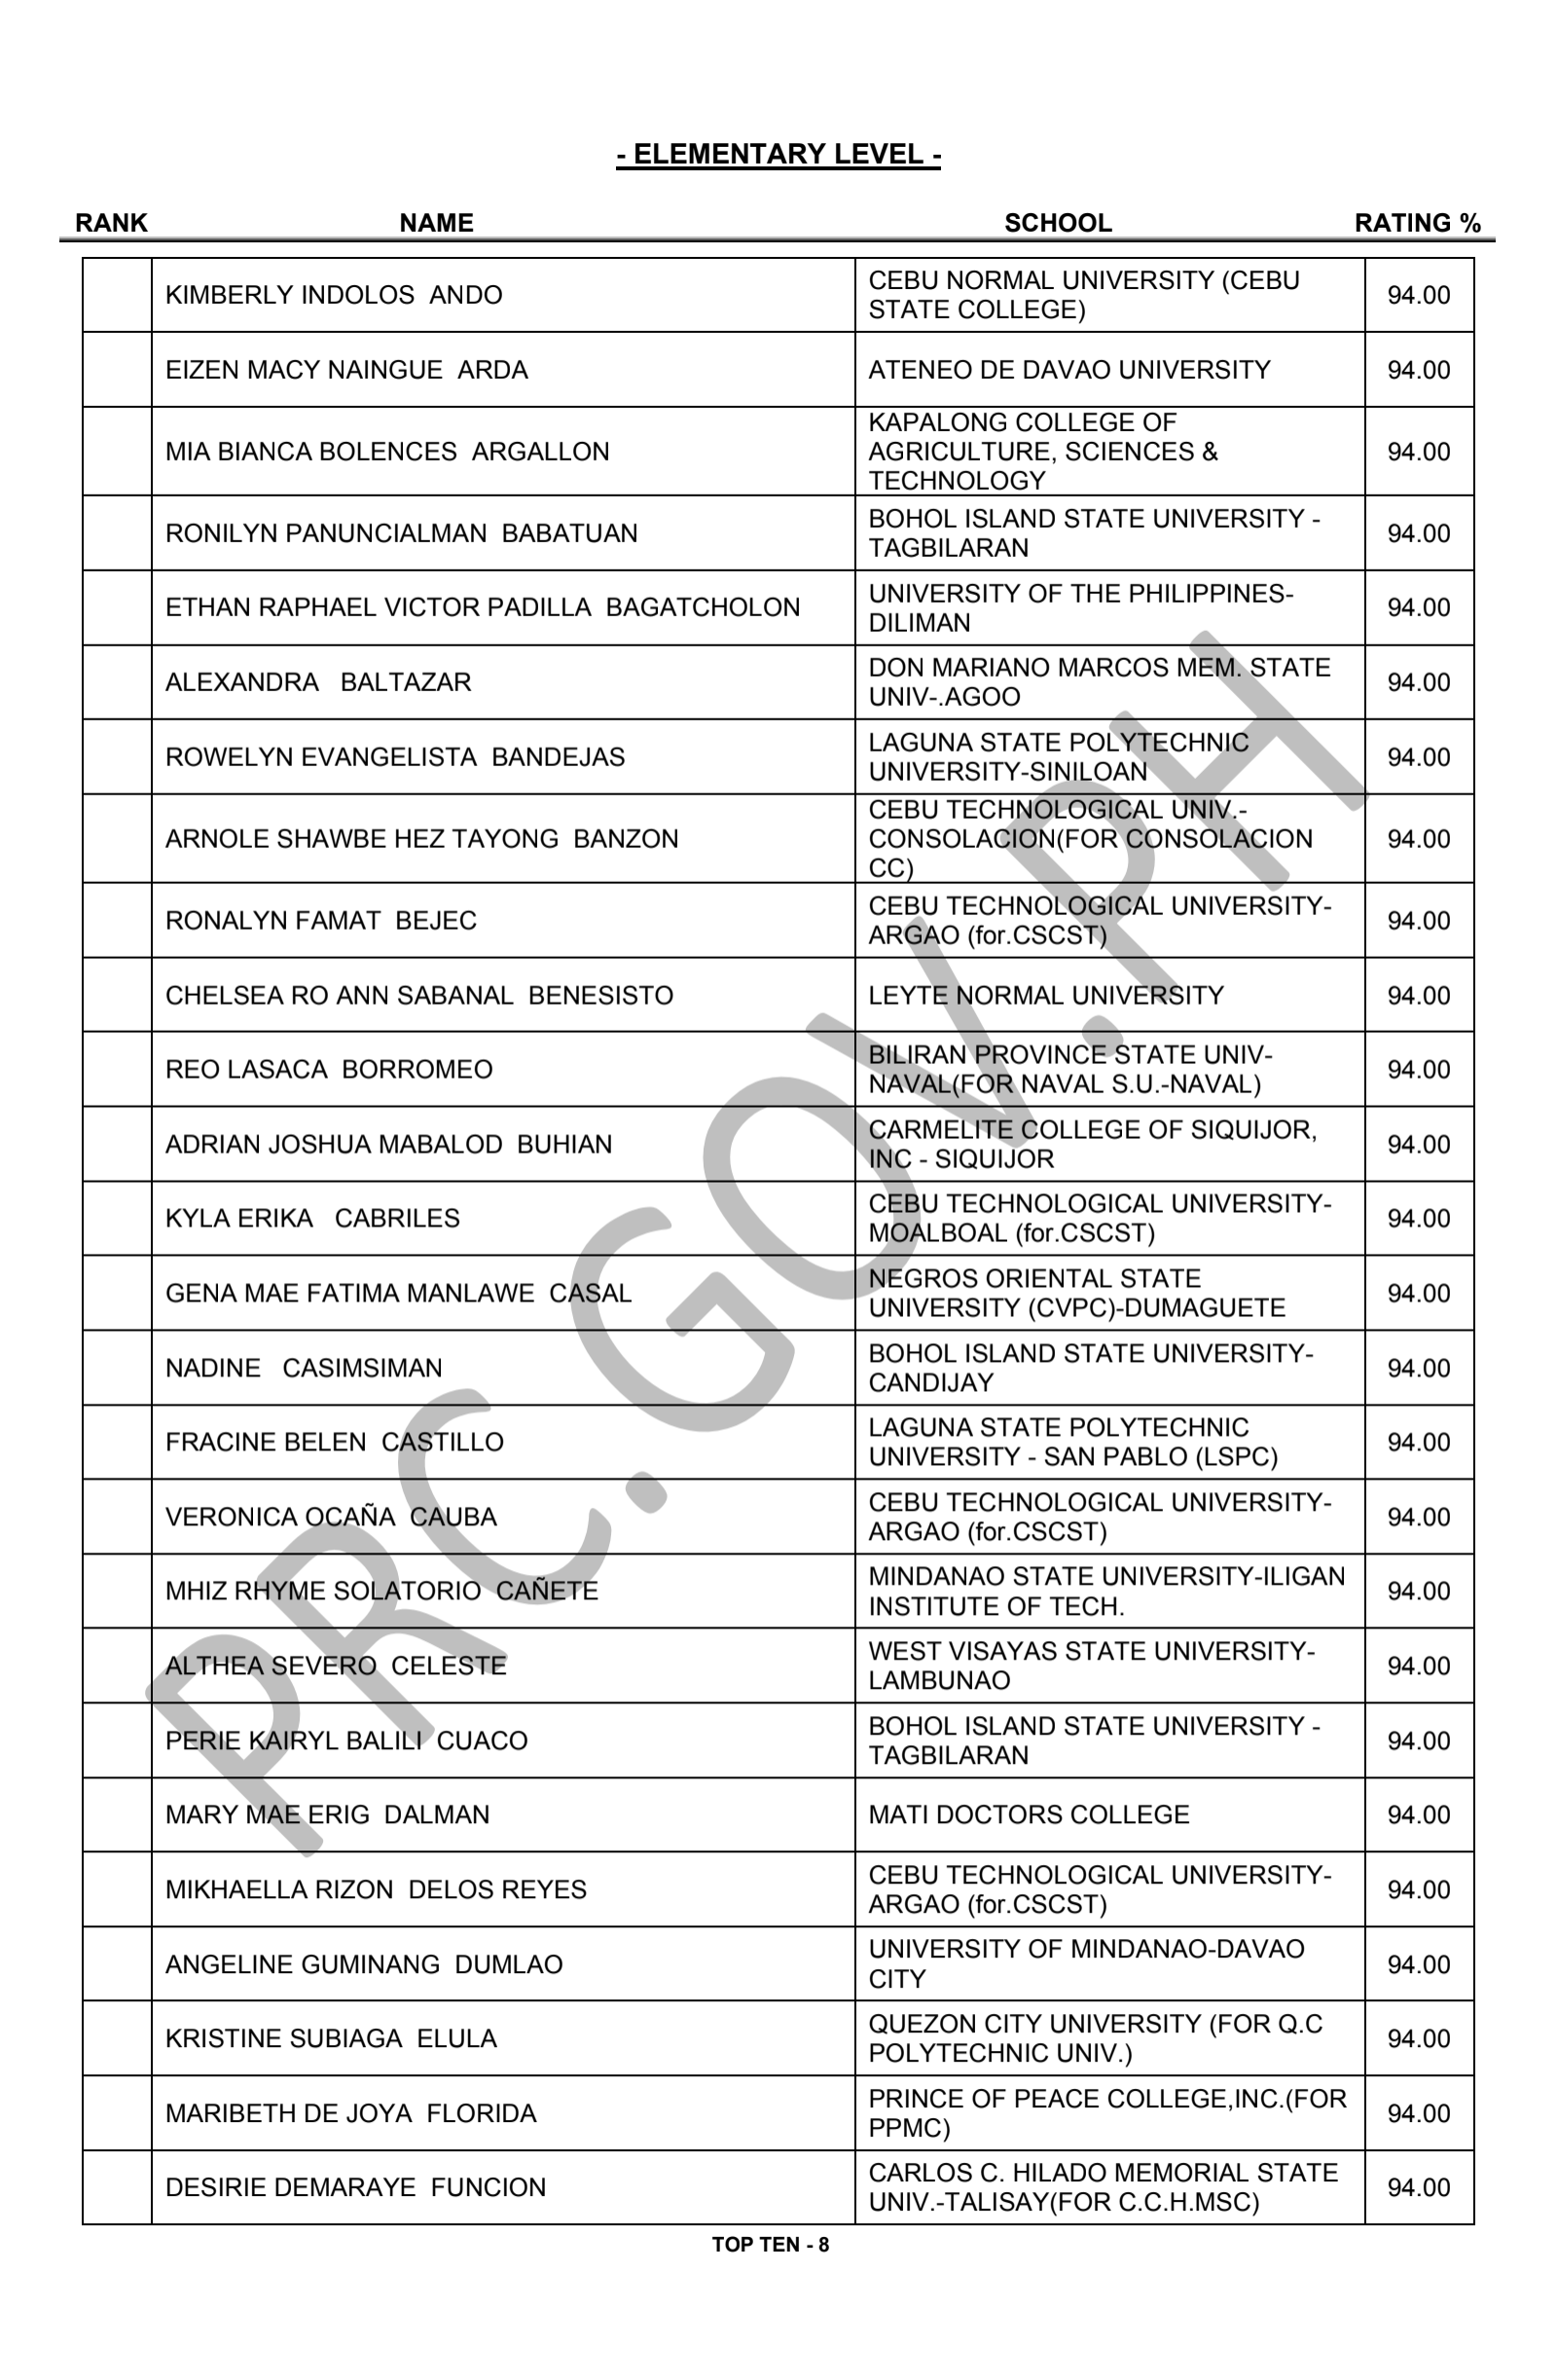 - ELEMENTARY LEVEL -
RANK NAME SCHOOL RATING %
KIMBERLY INDOLOS ANDO
CEBU NORMAL UNIVERSITY (CEBU
STATE COLLEGE)
94.00
EIZEN MACY NAINGUE ARDA
ATENEO DE DAVAO UNIVERSITY
94.00
MIA BIANCA BOLENCES ARGALLON
KAPALONG COLLEGE OF
AGRICULTURE, SCIENCES &
TECHNOLOGY
94.00
RONILYN PANUNCIALMAN BABATUAN
BOHOL ISLAND STATE UNIVERSITY -
TAGBILARAN
94.00
ETHAN RAPHAEL VICTOR PADILLA BAGATCHOLON
UNIVERSITY OF THE PHILIPPINES-
DILIMAN
94.00
ALEXANDRA BALTAZAR
DON MARIANO MARCOS MEM. STATE
UNIV-.AGOO
94.00
ROWELYN EVANGELISTA BANDEJAS
LAGUNA STATE POLYTECHNIC
UNIVERSITY-SINILOAN
94.00
ARNOLE SHAWBE HEZ TAYONG BANZON
CEBU TECHNOLOGICAL UNIV.-
CONSOLACION(FOR CONSOLACION
CC)
94.00
RONALYN FAMAT BEJEC
CEBU TECHNOLOGICAL UNIVERSITY-
ARGAO (for.CSCST)
94.00
CHELSEA RO ANN SABANAL BENESISTO
LEYTE NORMAL UNIVERSITY
94.00
REO LASACA BORROMEO
BILIRAN PROVINCE STATE UNIV-
NAVAL(FOR NAVAL S.U.-NAVAL)
94.00
ADRIAN JOSHUA MABALOD BUHIAN
CARMELITE COLLEGE OF SIQUIJOR,
INC - SIQUIJOR
94.00
KYLA ERIKA CABRILES
CEBU TECHNOLOGICAL UNIVERSITY-
MOALBOAL (for.CSCST)
94.00
GENA MAE FATIMA MANLAWE CASAL
NEGROS ORIENTAL STATE
UNIVERSITY (CVPC)-DUMAGUETE
94.00
NADINE CASIMSIMAN
BOHOL ISLAND STATE UNIVERSITY-
CANDIJAY
94.00
FRACINE BELEN CASTILLO
LAGUNA STATE POLYTECHNIC
UNIVERSITY - SAN PABLO (LSPC)
94.00
VERONICA OCAÑA CAUBA
CEBU TECHNOLOGICAL UNIVERSITY-
ARGAO (for.CSCST)
94.00
MHIZ RHYME SOLATORIO CAÑETE
MINDANAO STATE UNIVERSITY-ILIGAN
INSTITUTE OF TECH.
94.00
ALTHEA SEVERO CELESTE
WEST VISAYAS STATE UNIVERSITY-
LAMBUNAO
94.00
PERIE KAIRYL BALILI CUACO
BOHOL ISLAND STATE UNIVERSITY -
TAGBILARAN
94.00
MARY MAE ERIG DALMAN
MATI DOCTORS COLLEGE
94.00
MIKHAELLA RIZON DELOS REYES
CEBU TECHNOLOGICAL UNIVERSITY-
ARGAO (for.CSCST)
94.00
ANGELINE GUMINANG DUMLAO
UNIVERSITY OF MINDANAO-DAVAO
CITY
94.00
KRISTINE SUBIAGA ELULA
QUEZON CITY UNIVERSITY (FOR Q.C
POLYTECHNIC UNIV.)
94.00
MARIBETH DE JOYA FLORIDA
PRINCE OF PEACE COLLEGE,INC.(FOR
PPMC)
94.00
DESIRIE DEMARAYE FUNCION
CARLOS C. HILADO MEMORIAL STATE
UNIV.-TALISAY(FOR C.C.H.MSC)
94.00
TOP TEN - 8
PRC.GOV.PH